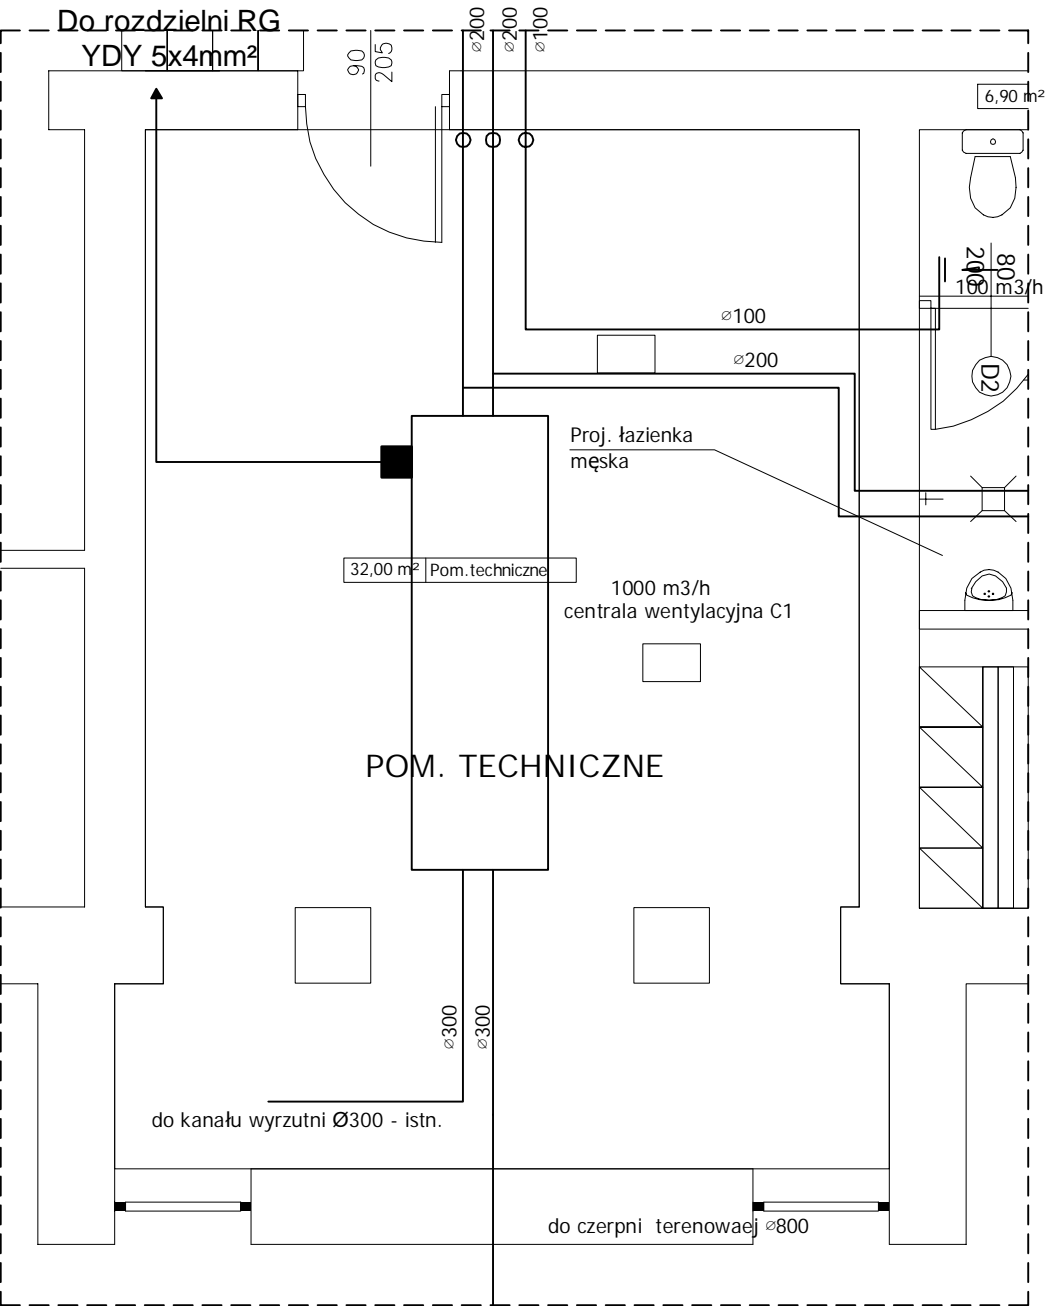 Do rozdzielni RG
YDY 5x4mm²
90
205
⌀200
⌀200
⌀100
6,90 m²
80
200
100 m3/h
⌀100
⌀200
D2
Proj. łazienka
męska
32,00 m² Pom.techniczne
1000 m3/h
centrala wentylacyjna C1
POM. TECHNICZNE
⌀300
⌀300
do kanału wyrzutni Ø300 - istn.
do czerpni terenowaej ⌀800